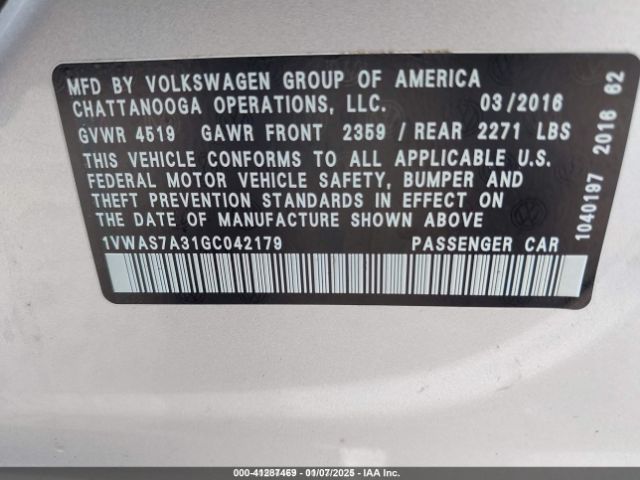 MFD BY VOLKSWAGEN GROUP OF AMERICA
CHATTANOOGA OPERATIONS, LLC. 03/2016
GVWR 4519 GAWR FRONT 2359 / REAR 2271 LBS
THIS VEHICLE CONFORMS TO ALL APPLICABLE U.S.
FEDERAL MOTOR VEHICLE SAFETY, BUMPER AND
THEFT PREVENTION STANDARDS IN EFFECT ON
THE DATE OF MANUFACTURE SHOWN ABOVE
1VWAS7A31GC042179 PASSENGER CAR
1040197 2016 62
000-41287469 - 01/07/2025 - IAA Inc.